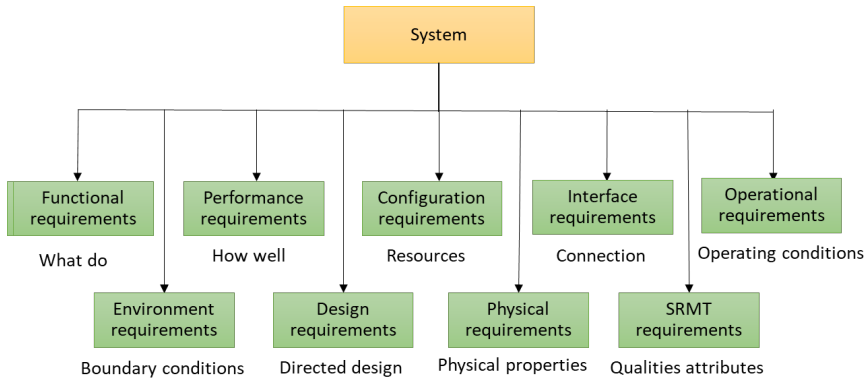 System
Functional
requirements
What do
Performance
requirements
How well
Configuration
requirements
Resources
Interface
requirements
Connection
Operational
requirements
Operating conditions
Environment
requirements
Boundary conditions
Design
requirements
Directed design
Physical
requirements
Physical properties
SRMT
requirements
Qualities attributes